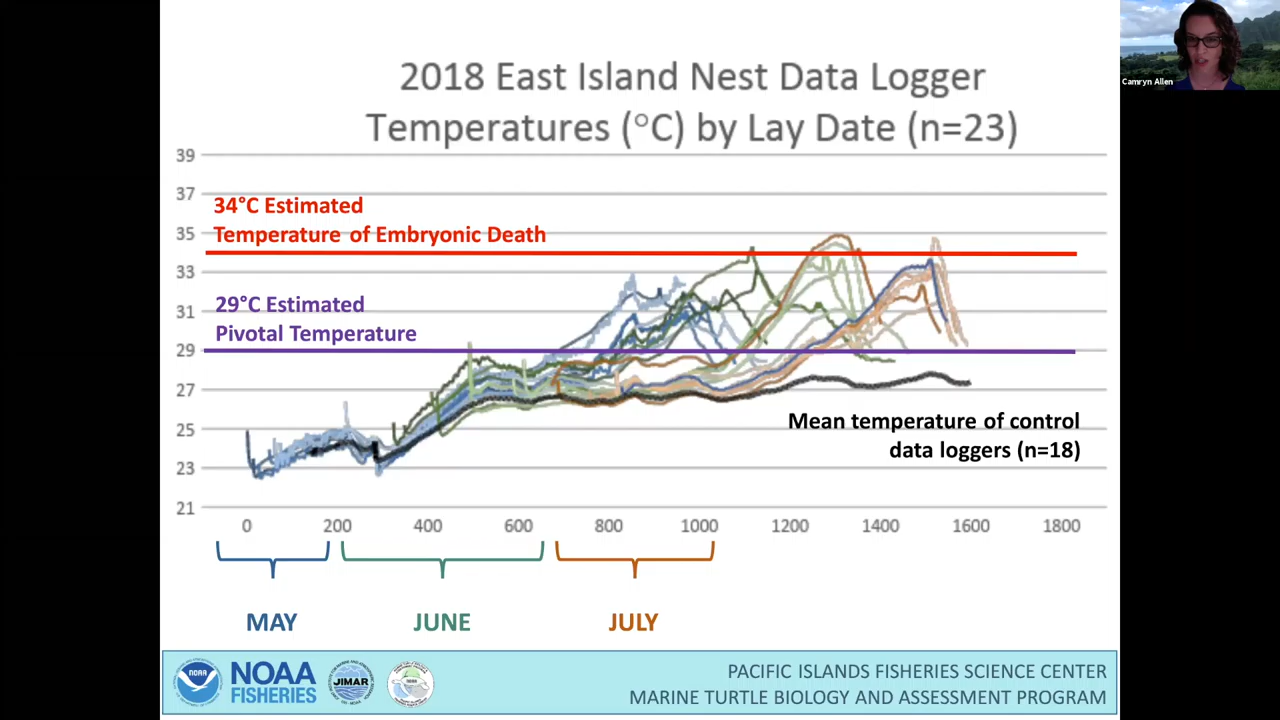 Camryn Allen
2018 East Island Nest Data Logger
Temperatures (°C) by Lay Date (n=23)
39
37
34°C Estimated
35
Temperature of Embryonic Death
33
29°C Estimated
31
Pivotal Temperature
29
27
Mean temperature of control
25
data loggers (n=18)
23
21
0 200 400 600 800 1000 1200 1400 1600 1800
MAY JUNE JULY
NOAA
NOAA
FISHERIES
JIMAR
PACIFIC ISLANDS FISHERIES SCIENCE CENTER
MARINE TURTLE BIOLOGY AND ASSESSMENT PROGRAM